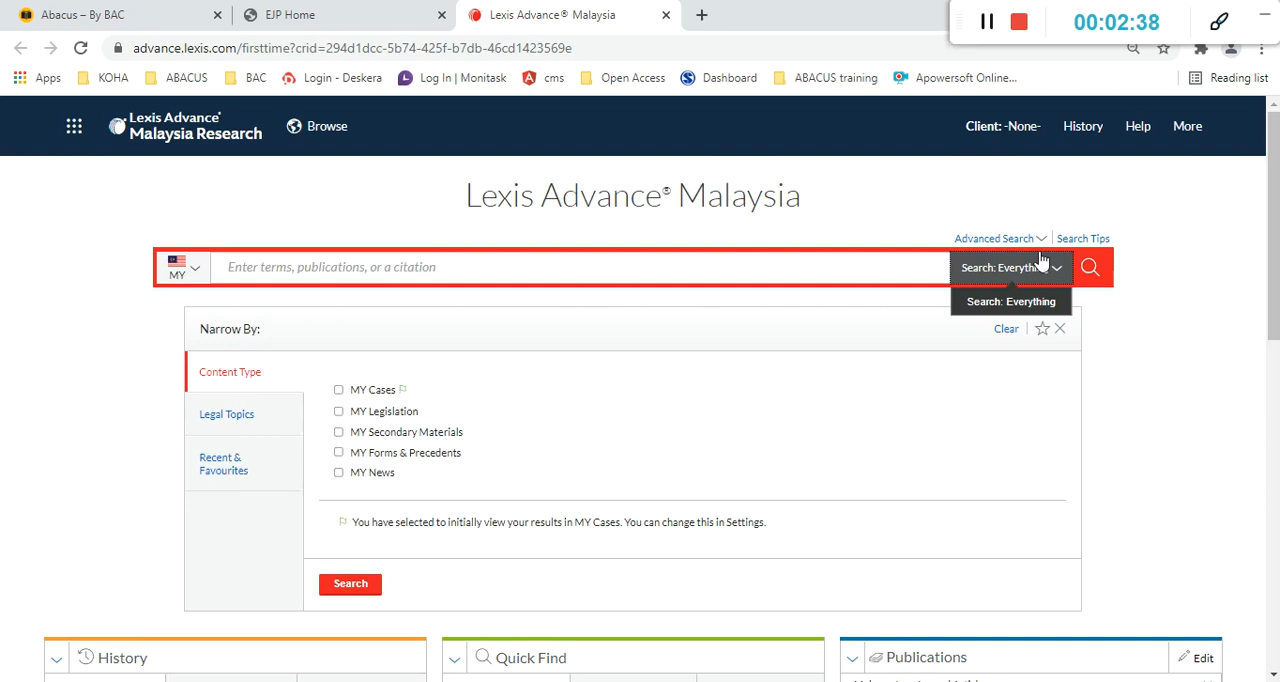 Abacus – By BAC
EJP Home
Lexis Advance® Malaysia
00:02:38
advance.lexis.com/firsttime?crid=294d1dcc-5b74-425f-b7db-46cd1423569e
Apps KOHA ABACUS BAC Login - Deskera Log In | Monitask cms Open Access Dashboard ABACUS training Apowersoft Online... Reading list
Lexis Advance®
Malaysia Research
Browse
Client: -None- History Help More
Lexis Advance® Malaysia
Advanced Search | Search Tips
MY
Enter terms, publications, or a citation
Search: Everything
Search: Everything
Narrow By:
Clear
Content Type
Legal Topics
Recent &
Favourites
MY Cases
MY Legislation
MY Secondary Materials
MY Forms & Precedents
MY News
You have selected to initially view your results in MY Cases. You can change this in Settings.
Search
History
Quick Find
Publications
Edit